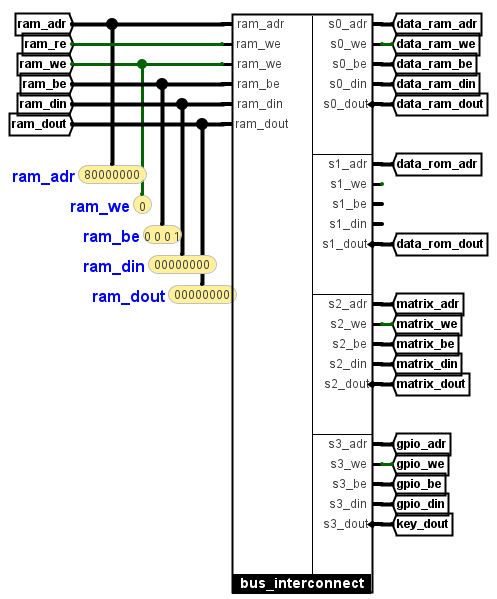 ram_adr ram_adr s0_adr data_ram_adr
ram_re ram_we s0_we data_ram_we
ram_we ram_we s0_be data_ram_be
ram_be ram_be s0_din data_ram_din
ram_din ram_din s0_dout data_ram_dout
ram_dout ram_dout
s1_adr data_rom_adr
ram_adr 80000000
s1_we
ram_we 0 s1_be
s1_din
ram_be 0 0 0 1
s1_dout data_rom_dout
ram_din 00000000
ram_dout 00000000
s2_adr matrix_adr
s2_we matrix_we
s2_be matrix_be
s2_din matrix_din
s2_dout matrix_dout
s3_adr gpio_adr
s3_we gpio_we
s3_be gpio_be
s3_din gpio_din
s3_dout key_dout
bus_interconnect